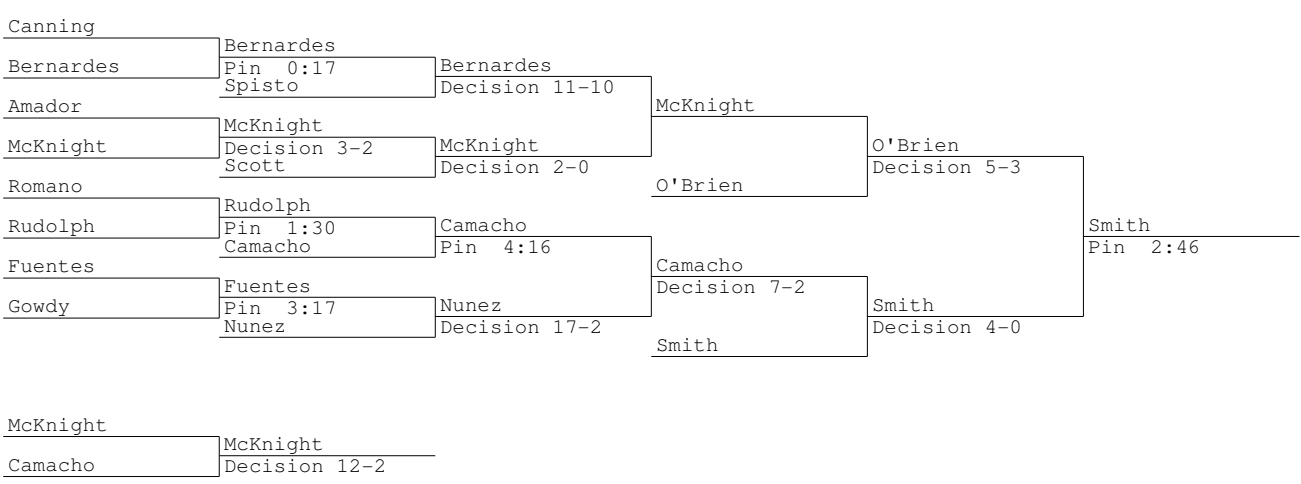 Canning
Bernardes
Bernardes
Pin 0:17
Bernardes
Spisto
Decision 11-10
Amador
McKnight
McKnight
McKnight
Decision 3-2
McKnight
O'Brien
Scott
Decision 2-0
Decision 5-3
Romano
O'Brien
Rudolph
Rudolph
Pin 1:30
Camacho
Smith
Camacho
Pin 4:16
Pin 2:46
Fuentes
Camacho
Fuentes
Decision 7-2
Gowdy
Pin 3:17
Nunez
Smith
Nunez
Decision 17-2
Decision 4-0
Smith
McKnight
McKnight
Camacho
Decision 12-2